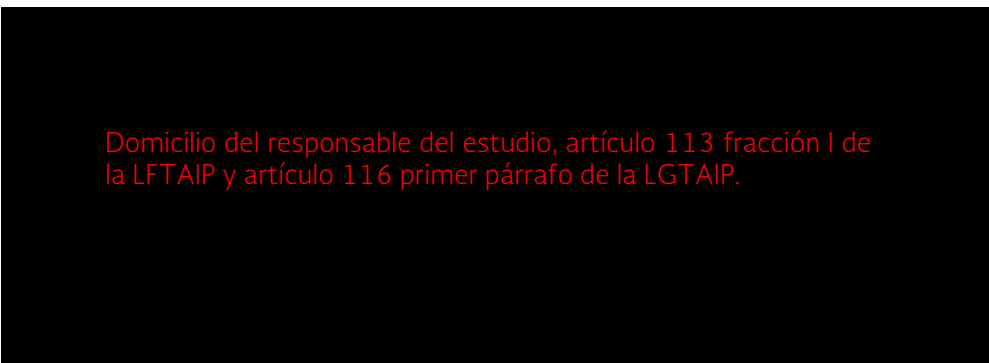 Domicilio del responsable del estudio, artículo 113 fracción I de
la LFTAIP y artículo 116 primer párrafo de la LGTAIP.